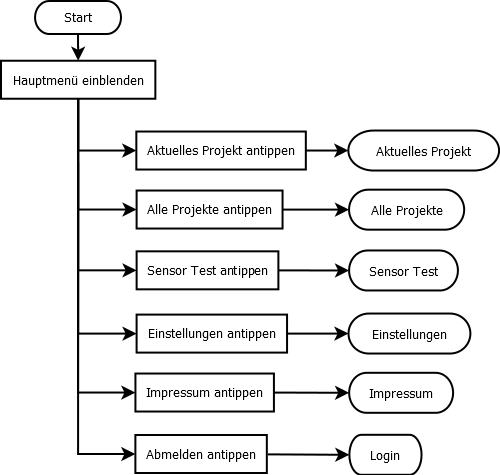 Start
Hauptmenü einblenden
Aktuelles Projekt antippen
Aktuelles Projekt
Alle Projekte antippen
Alle Projekte
Sensor Test antippen
Sensor Test
Einstellungen antippen
Einstellungen
Impressum antippen
Impressum
Abmelden antippen
Login